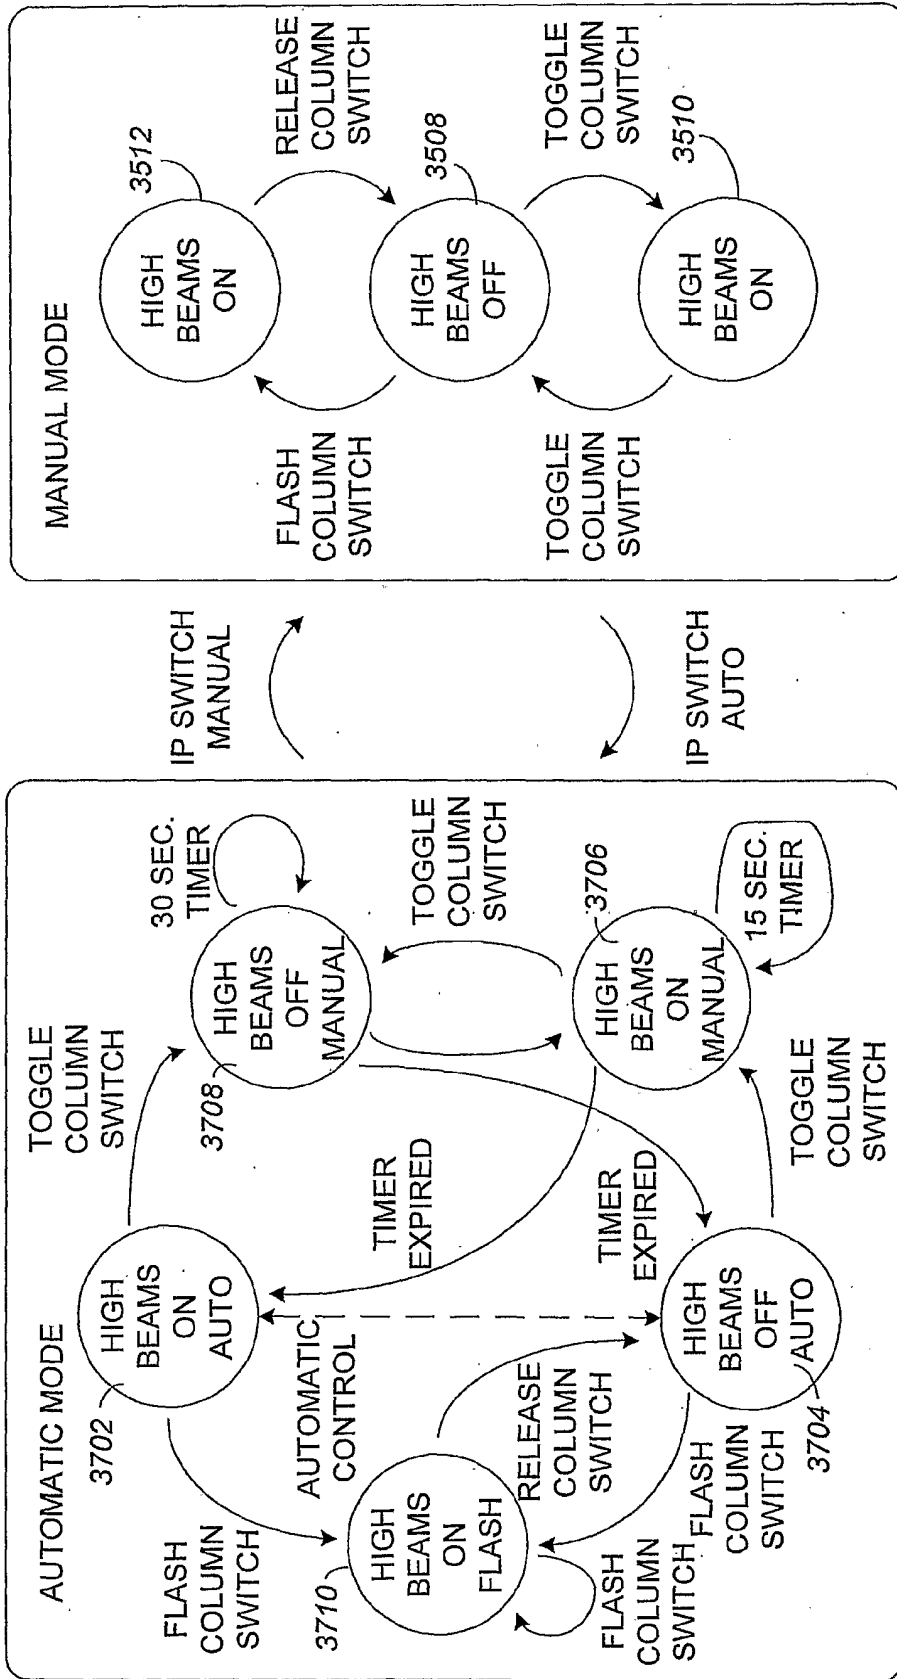 AUTOMATIC MODE
3702
HIGH
BEAMS
ON
AUTO
TOGGLE
COLUMN
SWITCH
30 SEC.
TIMER
3708
HIGH
BEAMS
OFF
MANUAL
FLASH
COLUMN
SWITCH
3710
HIGH
BEAMS
ON
FLASH
AUTOMATIC
CONTROL
TIMER
EXPIRED
TOGGLE
COLUMN
SWITCH
RELEASE
COLUMN
SWITCH
TIMER
EXPIRED
3706
HIGH
BEAMS
ON
MANUAL
15 SEC.
TIMER
FLASH
COLUMN
SWITCH
FLASH
COLUMN
SWITCH
HIGH
BEAMS
OFF
AUTO
3704
TOGGLE
COLUMN
SWITCH
IP SWITCH
MANUAL
IP SWITCH
AUTO
MANUAL MODE
HIGH
BEAMS
ON
3512
FLASH
COLUMN
SWITCH
RELEASE
COLUMN
SWITCH
HIGH
BEAMS
OFF
3508
TOGGLE
COLUMN
SWITCH
TOGGLE
COLUMN
SWITCH
HIGH
BEAMS
ON
3510